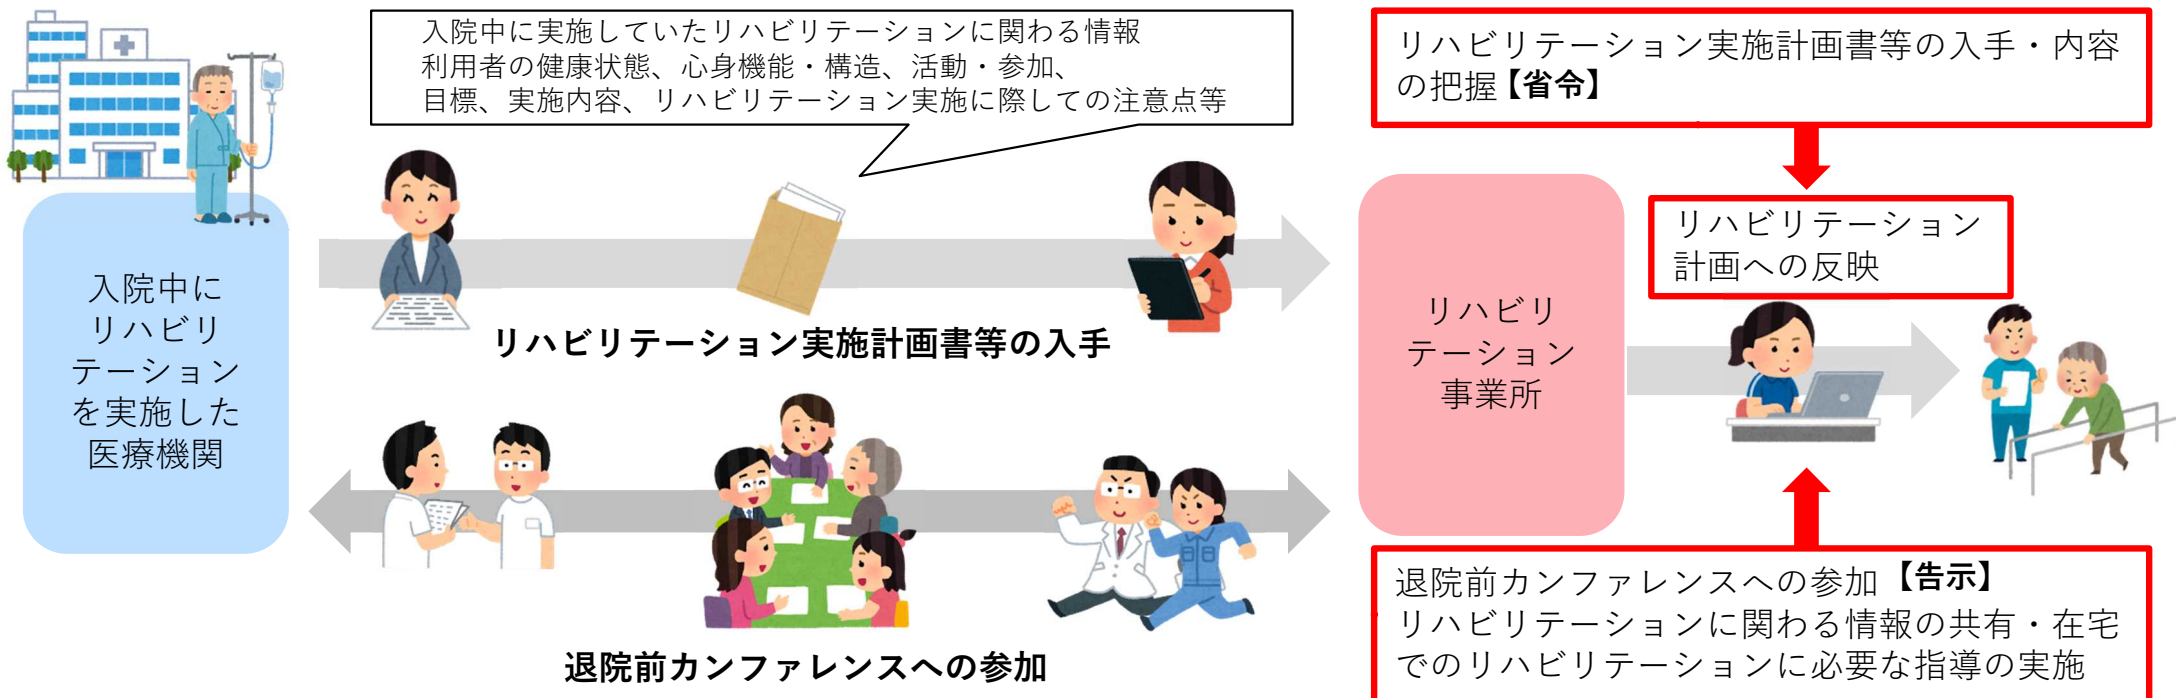 入院中に実施していたリハビリテーションに関わる情報
利用者の健康状態、心身機能・構造、活動・参加、
目標、実施内容、リハビリテーション実施に際しての注意点等
リハビリテーション実施計画書等の入手・内容
の把握【省令】
リハビリテーション
計画への反映
入院中に
リハビリ
テーション
を実施した
医療機関
リハビリテーション実施計画書等の入手
リハビリ
テーション
事業所
退院前カンファレンスへの参加
退院前カンファレンスへの参加【告示】
リハビリテーションに関わる情報の共有・在宅
でのリハビリテーションに必要な指導の実施